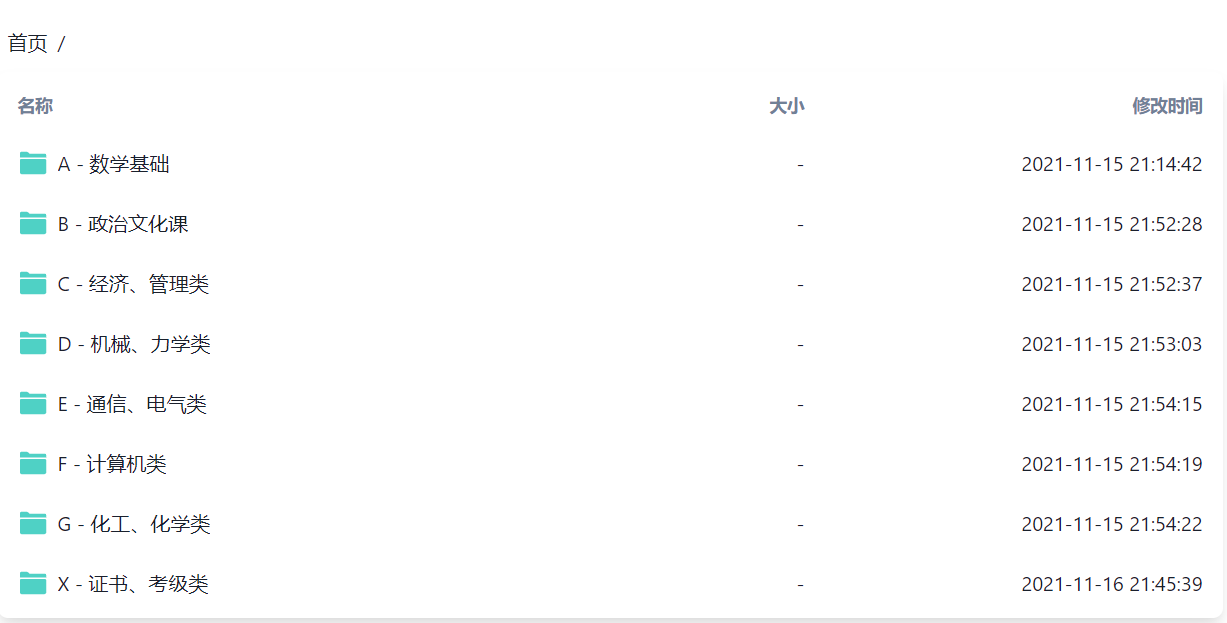 首页 /
名称 大小 修改时间
A - 数学基础 - 2021-11-15 21:14:42
B - 政治文化课 - 2021-11-15 21:52:28
C - 经济、管理类 - 2021-11-15 21:52:37
D - 机械、力学类 - 2021-11-15 21:53:03
E - 通信、电气类 - 2021-11-15 21:54:15
F - 计算机类 - 2021-11-15 21:54:19
G - 化工、化学类 - 2021-11-15 21:54:22
X - 证书、考级类 - 2021-11-16 21:45:39